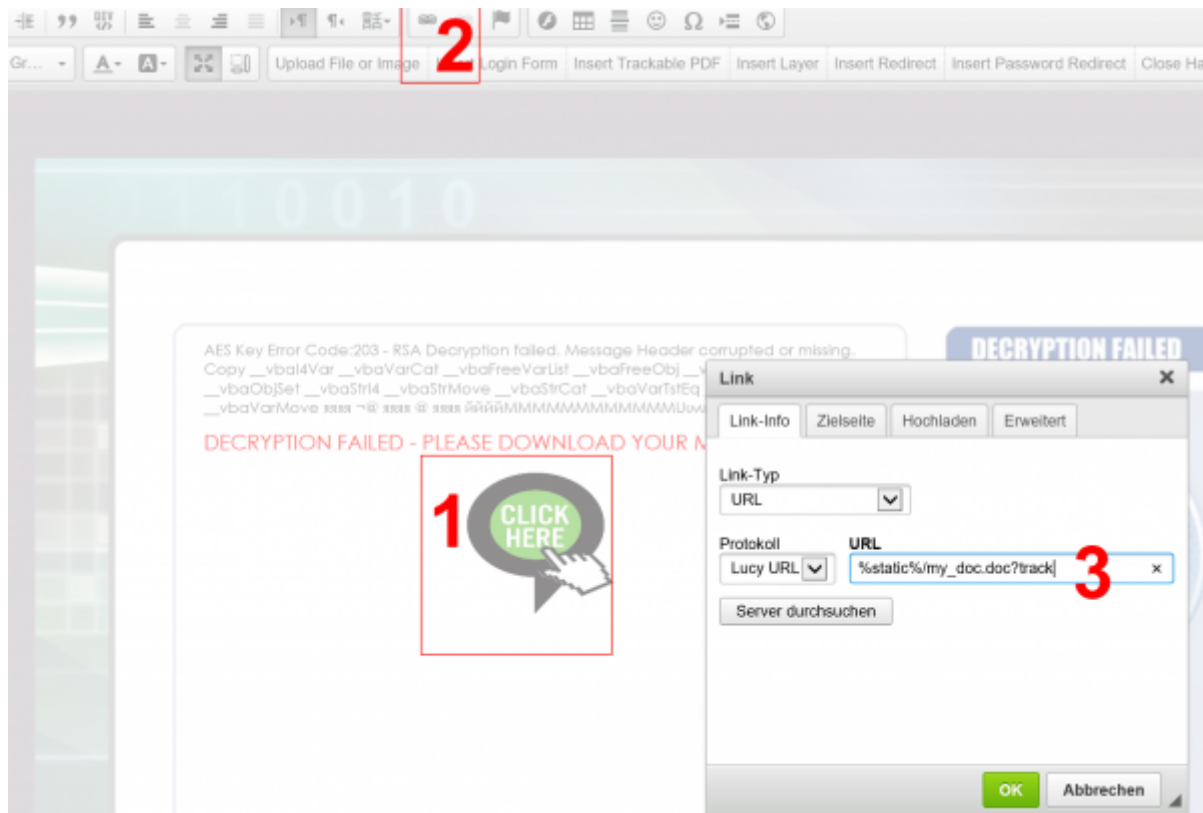 2
Gr...
A
A
Upload File or Image
Login Form
Insert Trackable PDF
Insert Layer
Insert Redirect
Insert Password Redirect
Close Ha
110010
AES Key Error Code:203 - RSA Decryption failed. Message Header corrupted or missing.
Copy __vbaI4Var __vbaVarCat __vbaFreeVarList __vbaFreeObj
__vbaObjSet __vbaStrI4 __vbaStrMove __vbaStrCat __vbaVarTstEq
__vbaVarMove
DECRYPTION FAILED
DECRYPTION FAILED - PLEASE DOWNLOAD YOUR
1
CLICK
HERE
Link
Link-Info
Zielseite
Hochladen
Erweitert
Link-Typ
URL
Protokoll
URL
Lucy URL
%static%/my_doc.doc?track
3
Server durchsuchen
OK
Abbrechen